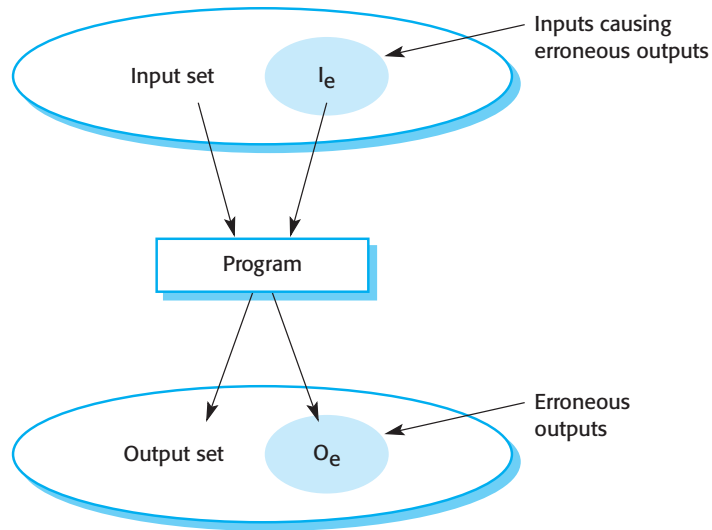 Inputs causing
erroneous outputs
Input set
Ie
Program
Erroneous
outputs
Output set
Oe